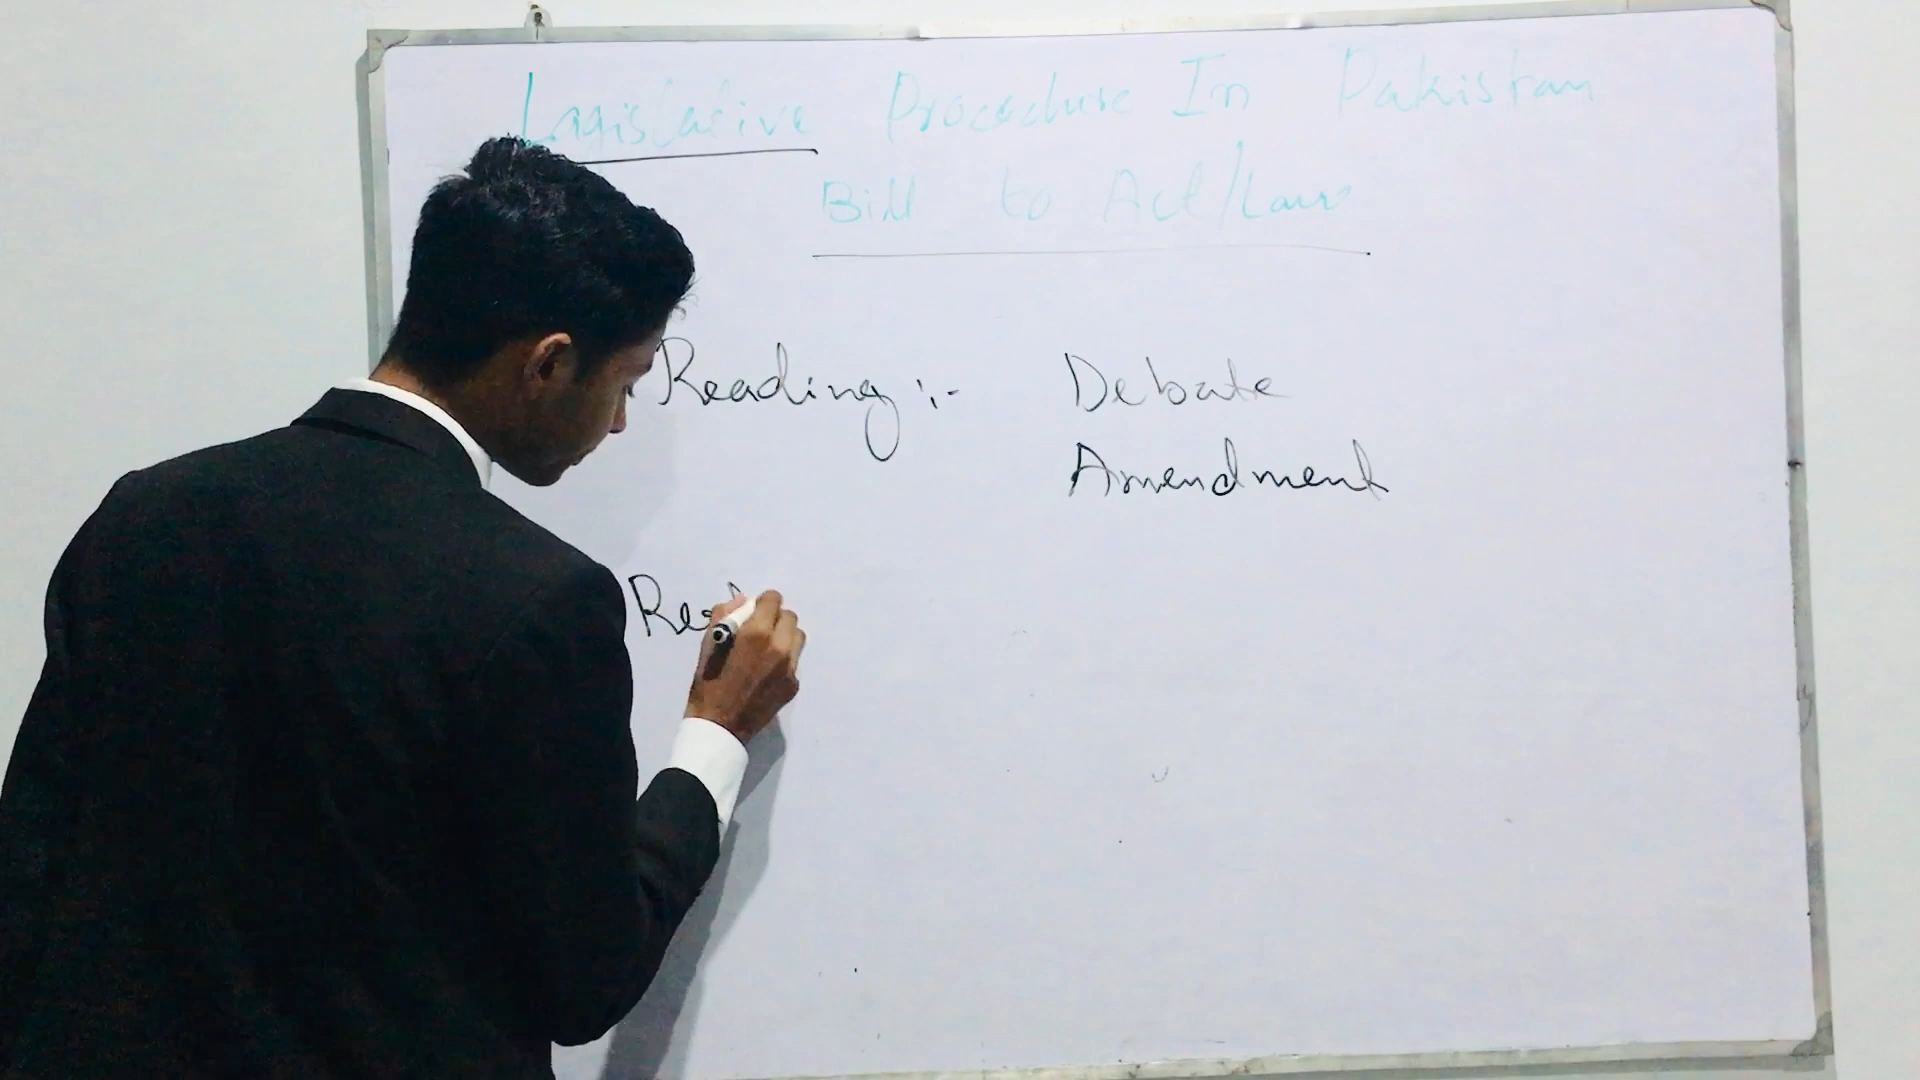 Legislative Procedure In Pakistan
Bill to Act/Law
Reading :-
Debate
Amendment
Rea